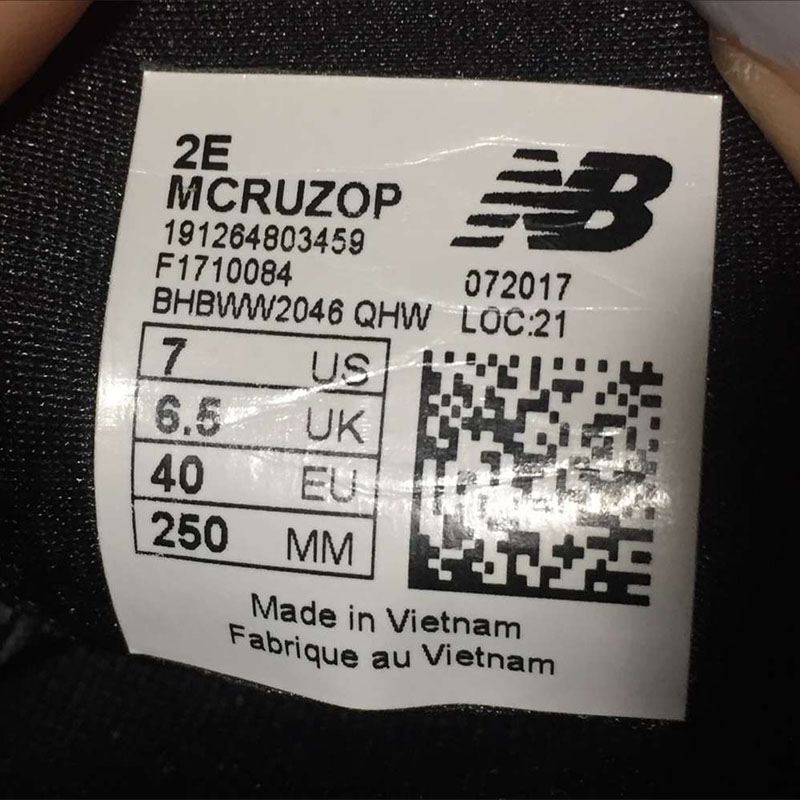 2E
MCRUZOP
191264803459
F1710084
BHBWW2046 QHW
NB
072017
LOC:21
7 US
6.5 UK
40 EU
250 MM
Made in Vietnam
Fabrique au Vietnam